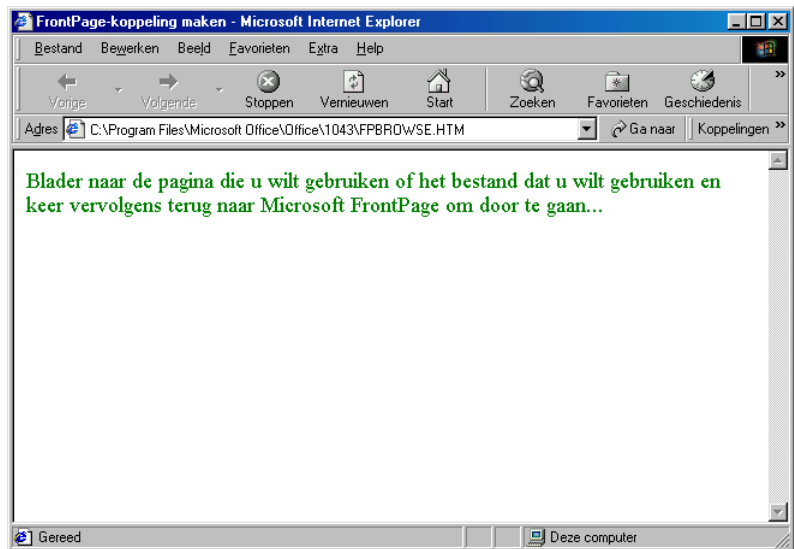 FrontPage-koppeling maken - Microsoft Internet Explorer
Bestand Bewerken Beeld Favorieten Extra Help
Vorige Volgende Stoppen Vernieuwen Start Zoeken Favorieten Geschiedenis »
Adres C:\Program Files\Microsoft Office\Office\1043\FPBROWSE.HTM Ga naar Koppelingen »
Blader naar de pagina die u wilt gebruiken of het bestand dat u wilt gebruiken en
keer vervolgens terug naar Microsoft FrontPage om door te gaan...
Gereed Deze computer